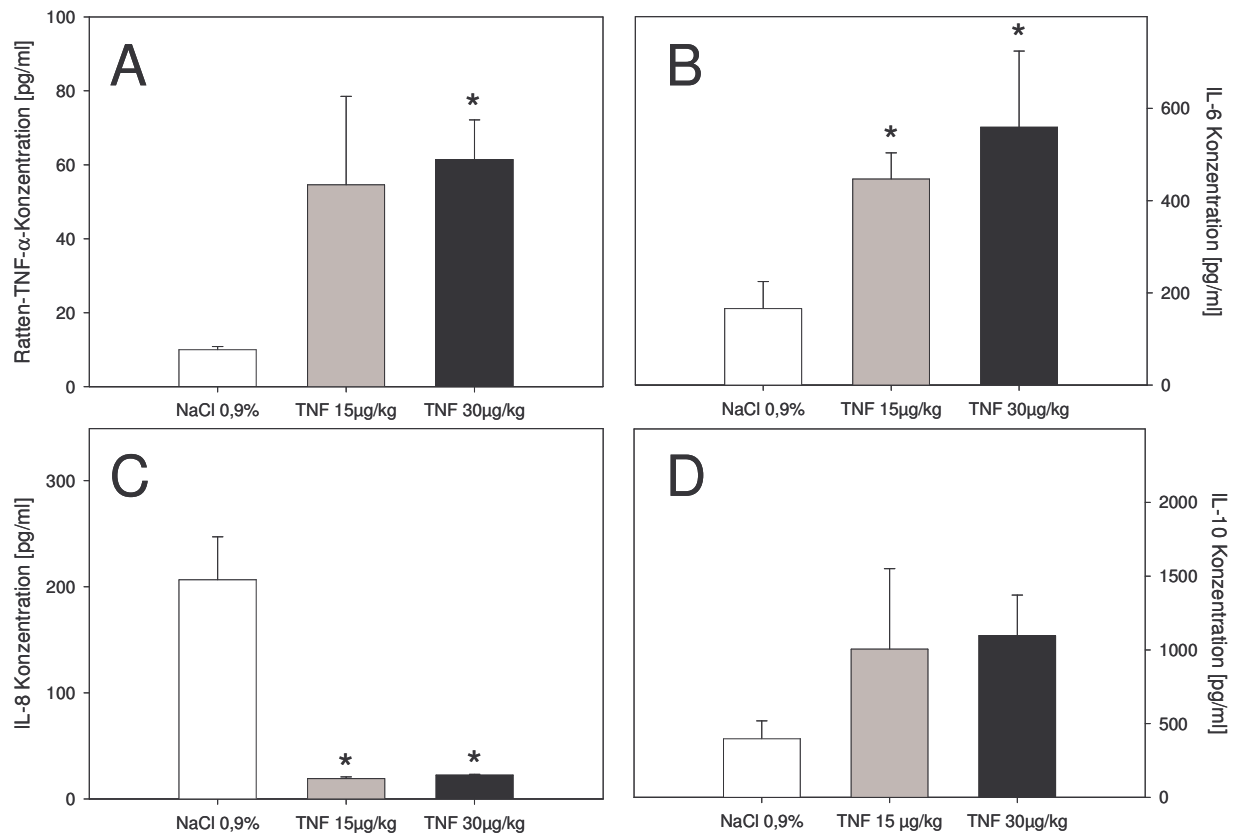 A
Ratten-TNF-α-Konzentration [pg/ml]
100
80
60
40
20
0
*
NaCl 0,9% TNF 15µg/kg TNF 30µg/kg
B
IL-6 Konzentration [pg/ml]
600
400
200
0
* *
NaCl 0,9% TNF 15µg/kg TNF 30µg/kg
C
IL-8 Konzentration [pg/ml]
300
200
100
0
* *
NaCl 0,9% TNF 15µg/kg TNF 30µg/kg
D
IL-10 Konzentration [pg/ml]
2000
1500
1000
500
0
NaCl 0,9% TNF 15 µg/kg TNF 30µg/kg